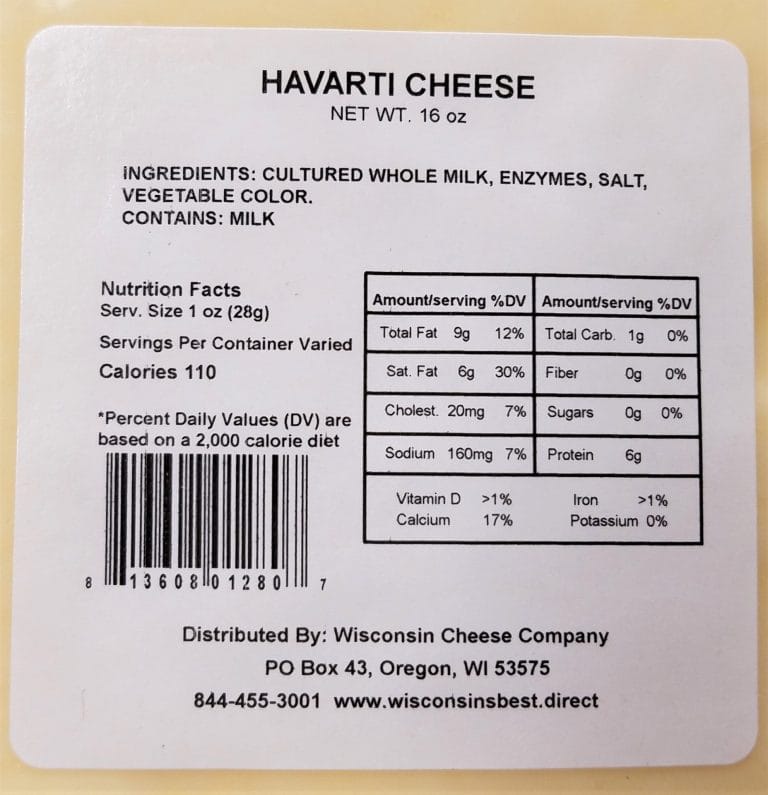 HAVARTI CHEESE
NET WT. 16 oz
INGREDIENTS: CULTURED WHOLE MILK, ENZYMES, SALT,
VEGETABLE COLOR.
CONTAINS: MILK
Nutrition Facts
Serv. Size 1 oz (28g)
Servings Per Container Varied
Calories 110
*Percent Daily Values (DV) are
based on a 2,000 calorie diet
Amount/serving %DV Amount/serving %DV
Total Fat 9g 12% Total Carb. 1g 0%
Sat. Fat 6g 30% Fiber 0g 0%
Cholest. 20mg 7% Sugars 0g 0%
Sodium 160mg 7% Protein 6g
Vitamin D >1% Iron >1%
Calcium 17% Potassium 0%
8 13608 01280 7
Distributed By: Wisconsin Cheese Company
PO Box 43, Oregon, WI 53575
844-455-3001 www.wisconsinsbest.direct